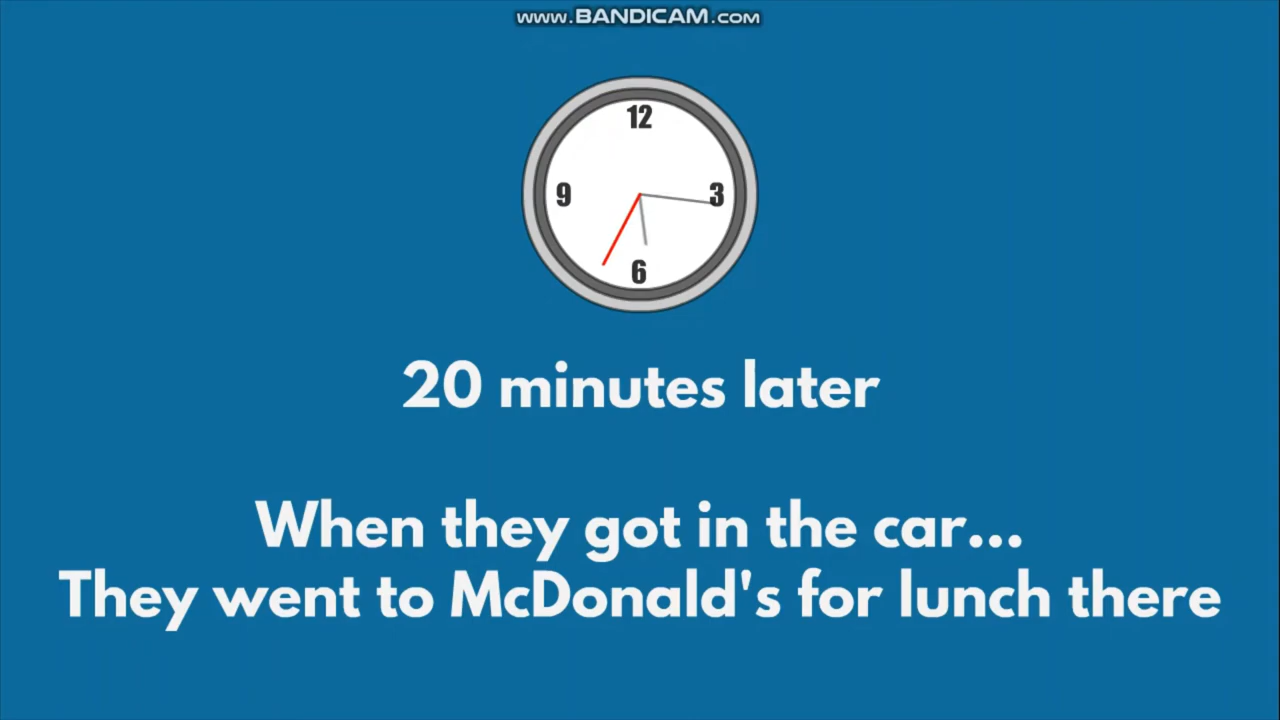 www.BANDICAM.com
12
9 3
6
20 minutes later
When they got in the car...
They went to McDonald's for lunch there